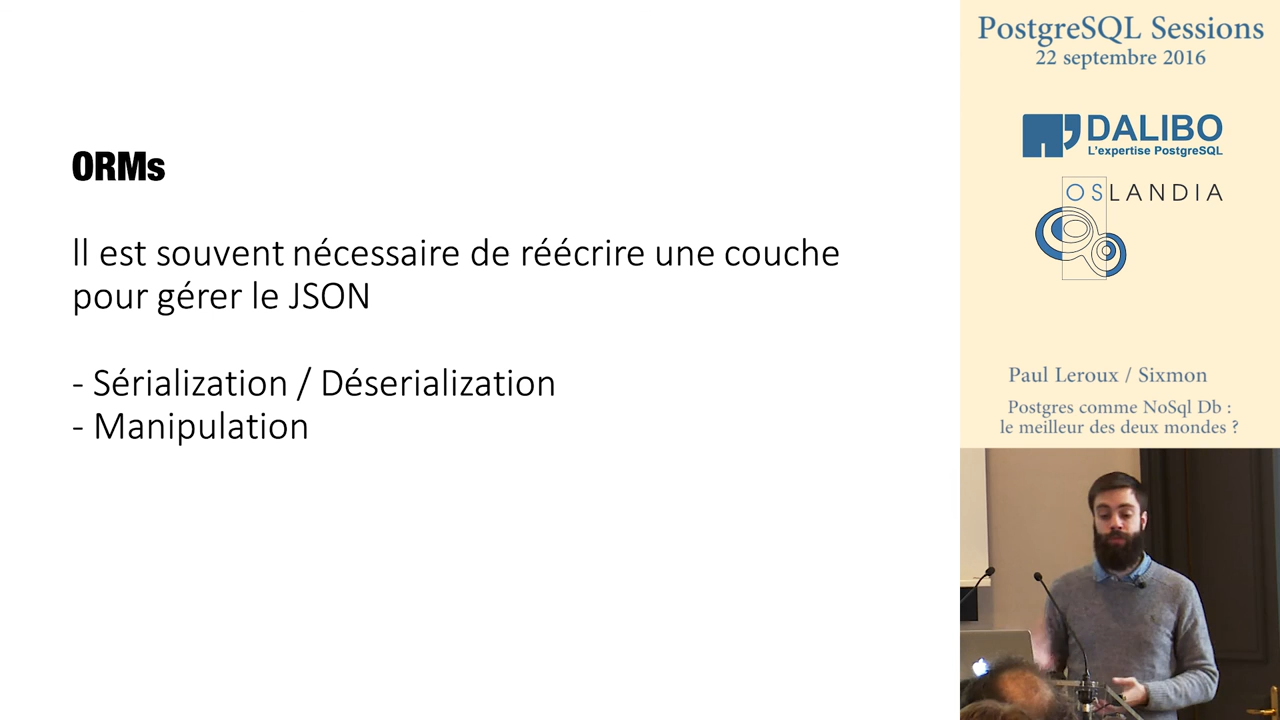 ORMs
Il est souvent nécessaire de réécrire une couche
pour gérer le JSON
- Sérialization / Déserialization
- Manipulation
PostgreSQL Sessions
22 septembre 2016
DALIBO
L'expertise PostgreSQL
OSLANDIA
Paul Leroux / Sixmon
Postgres comme NoSql Db :
le meilleur des deux mondes ?